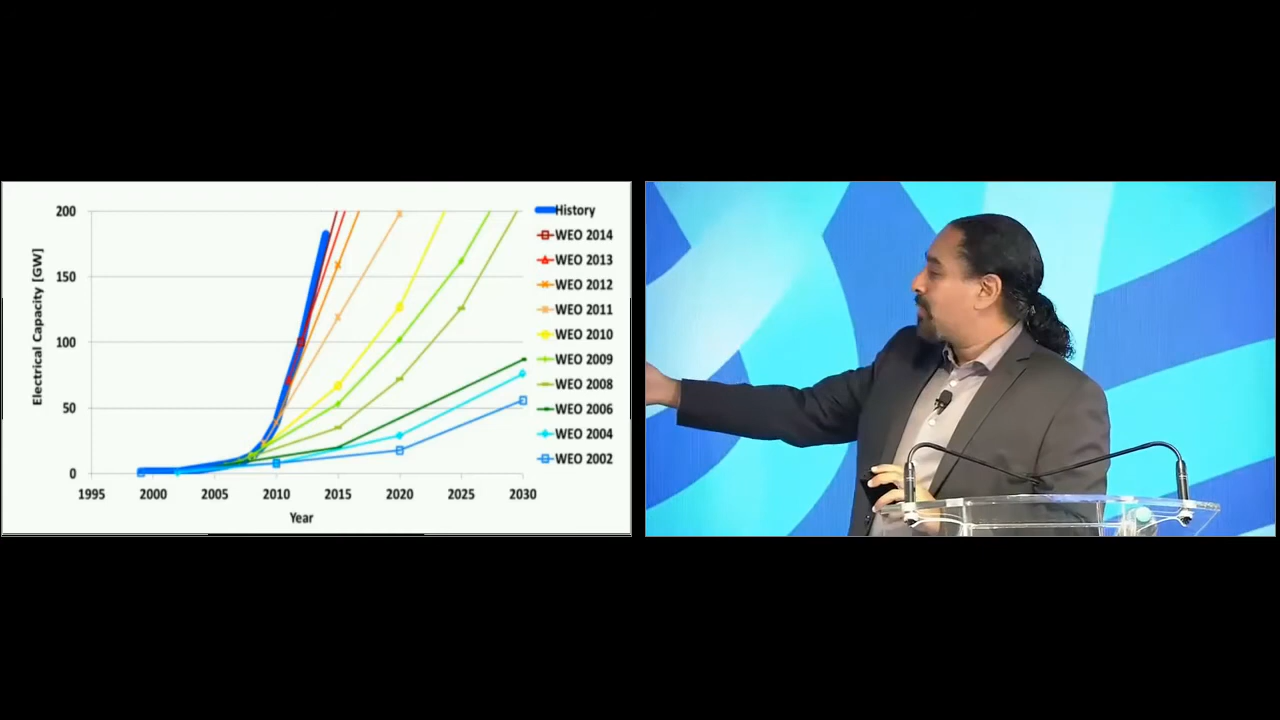 200
150
100
50
0
Electrical Capacity [GW]
1995 2000 2005 2010 2015 2020 2025 2030
Year
History
WEO 2014
WEO 2013
WEO 2012
WEO 2011
WEO 2010
WEO 2009
WEO 2008
WEO 2006
WEO 2004
WEO 2002